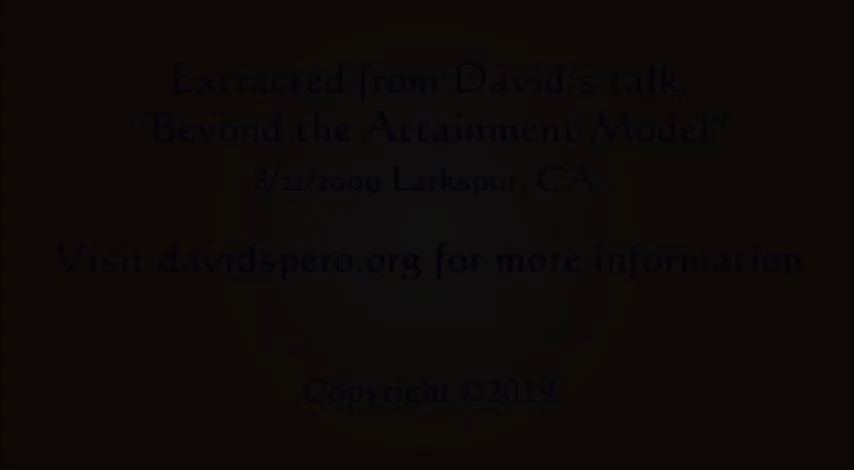 Extracted from David's talk,
"Beyond the Attainment Model"
8/21/2009 Larkspur, CA
Visit davidspero.org for more information
Copyright ©2019